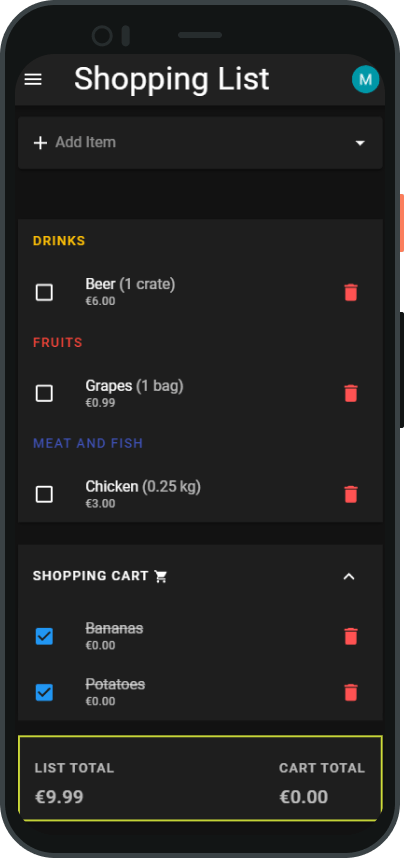 Shopping List
M
Add Item
DRINKS
Beer (1 crate)
€6.00
FRUITS
Grapes (1 bag)
€0.99
MEAT AND FISH
Chicken (0.25 kg)
€3.00
SHOPPING CART
Bananas
€0.00
Potatoes
€0.00
LIST TOTAL CART TOTAL
€9.99 €0.00